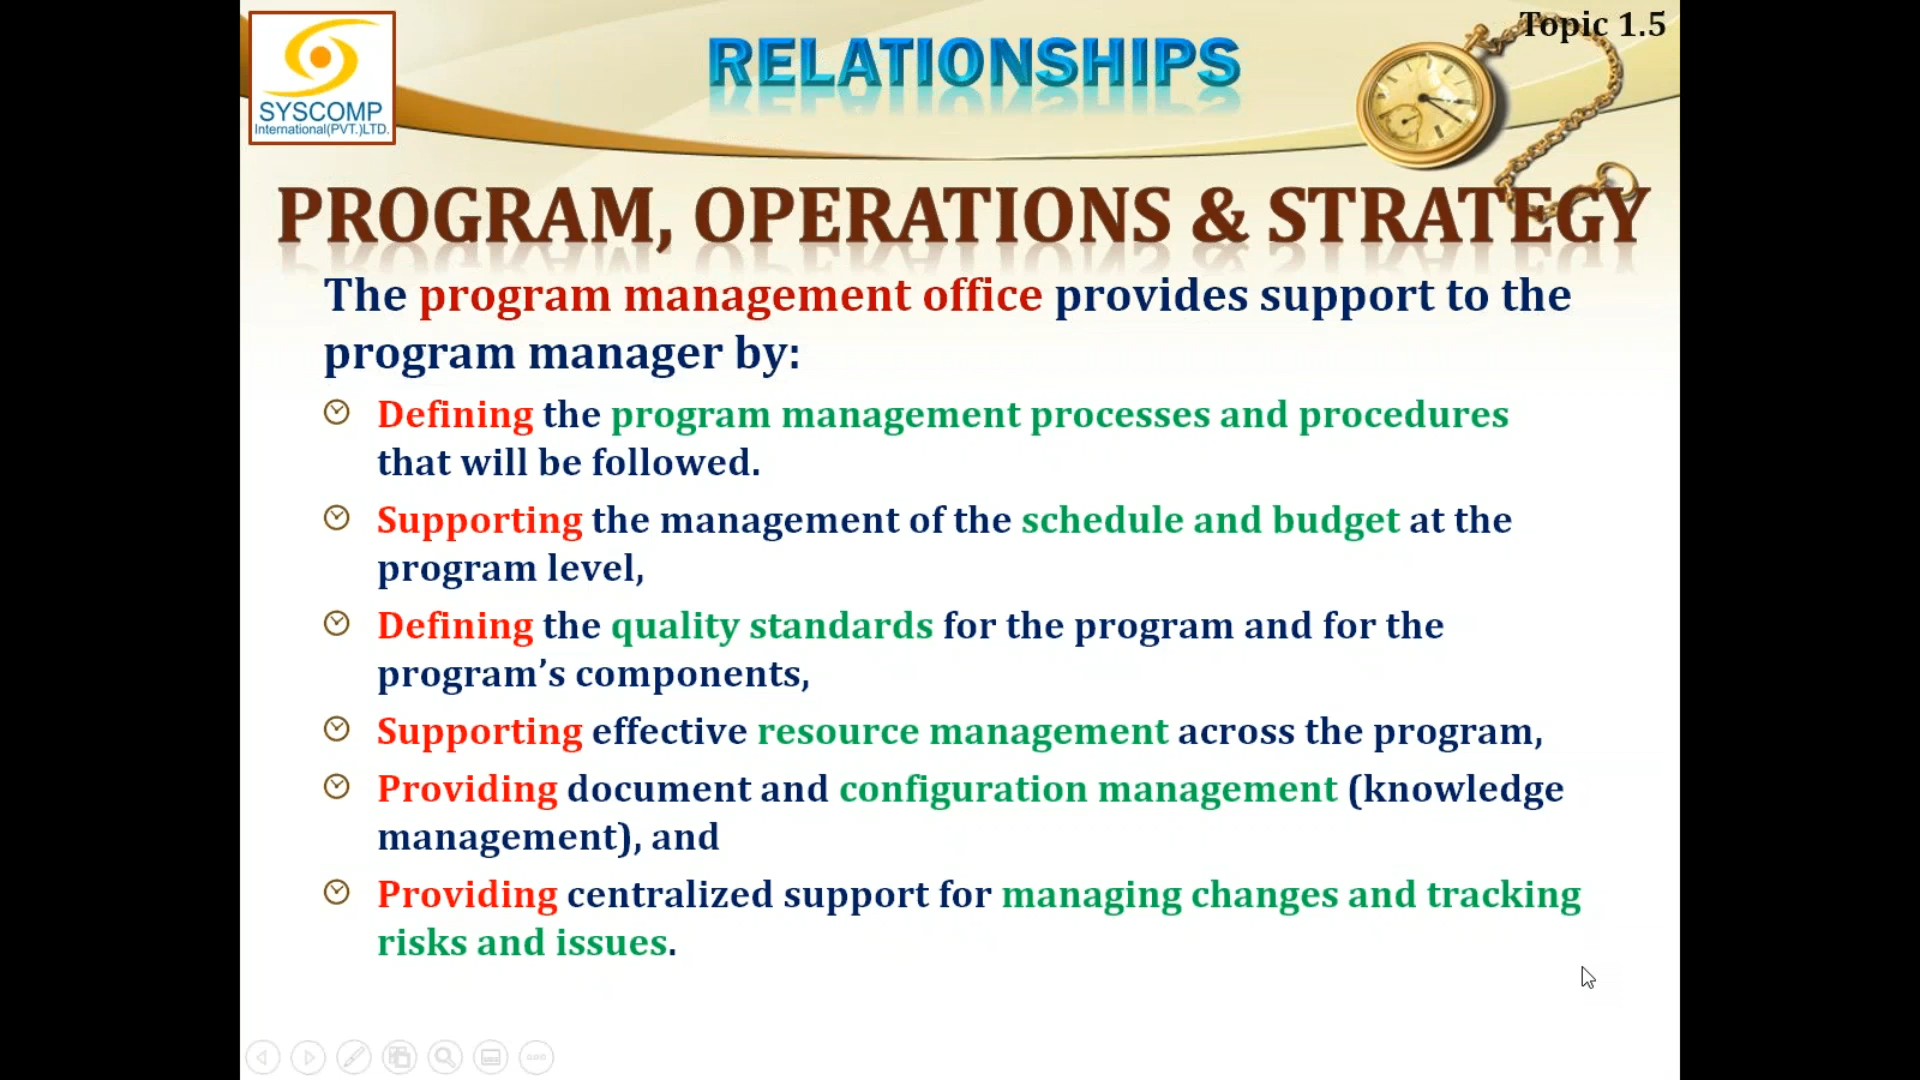 Topic 1.5
SYSCOMP
International(PVT.)LTD.
RELATIONSHIPS
PROGRAM, OPERATIONS & STRATEGY
The program management office provides support to the
program manager by:
Defining the program management processes and procedures
that will be followed.
Supporting the management of the schedule and budget at the
program level,
Defining the quality standards for the program and for the
program’s components,
Supporting effective resource management across the program,
Providing document and configuration management (knowledge
management), and
Providing centralized support for managing changes and tracking
risks and issues.